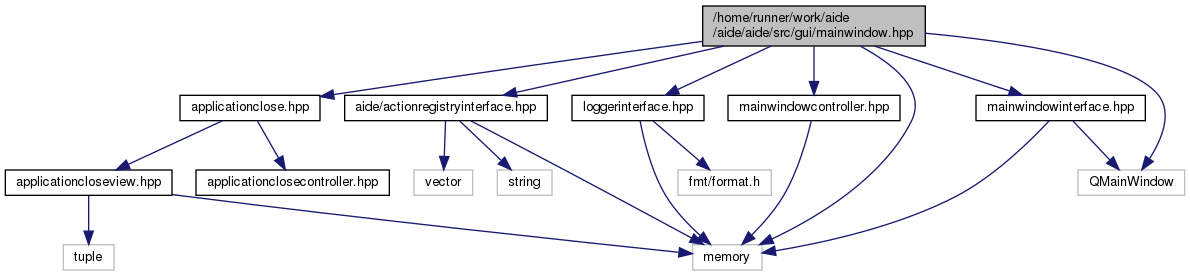 /home/runner/work/aide
/aide/aide/src/gui/mainwindow.hpp
applicationclose.hpp
aide/actionregistryinterface.hpp
loggerinterface.hpp
mainwindowcontroller.hpp
mainwindowinterface.hpp
applicationcloseview.hpp
applicationclosecontroller.hpp
vector
string
fmt/format.h
QMainWindow
tuple
memory